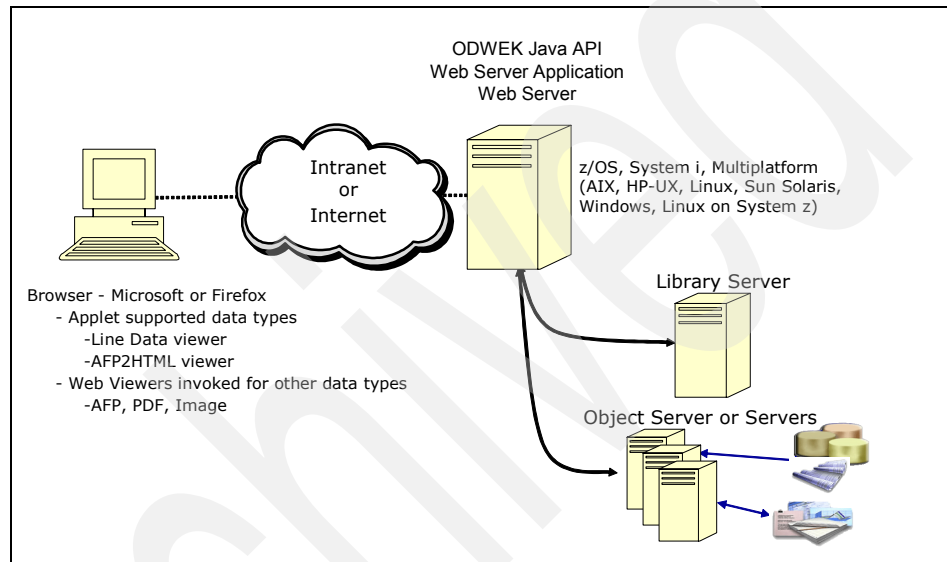 ODWEK Java API
Web Server Application
Web Server
Intranet
or
Internet
z/OS, System i, Multiplatform
(AIX, HP-UX, Linux, Sun Solaris,
Windows, Linux on System z)
Browser - Microsoft or Firefox
- Applet supported data types
-Line Data viewer
-AFP2HTML viewer
- Web Viewers invoked for other data types
-AFP, PDF, Image
Library Server
Object Server or Servers